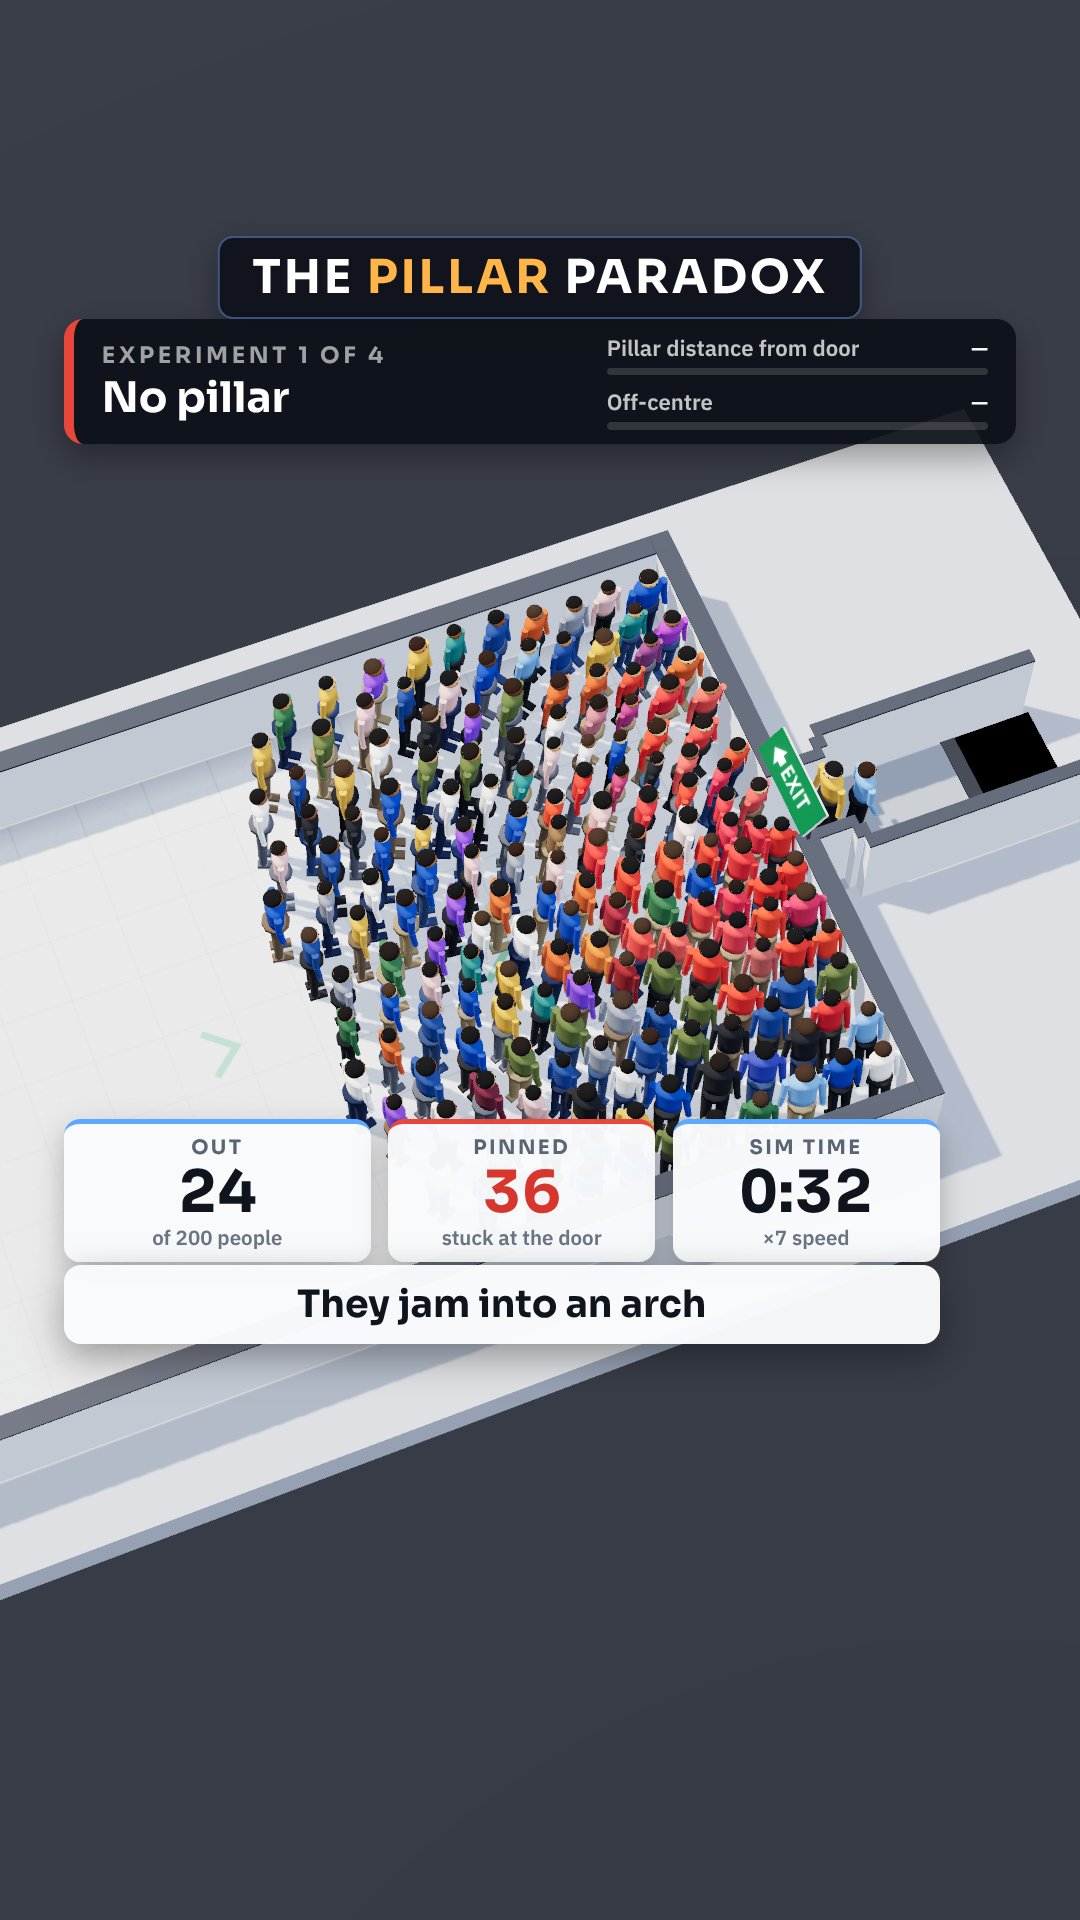 THE PILLAR PARADOX
EXPERIMENT 1 OF 4
No pillar
Pillar distance from door –
Off-centre –
EXIT
OUT
24
of 200 people
PINNED
36
stuck at the door
SIM TIME
0:32
×7 speed
They jam into an arch